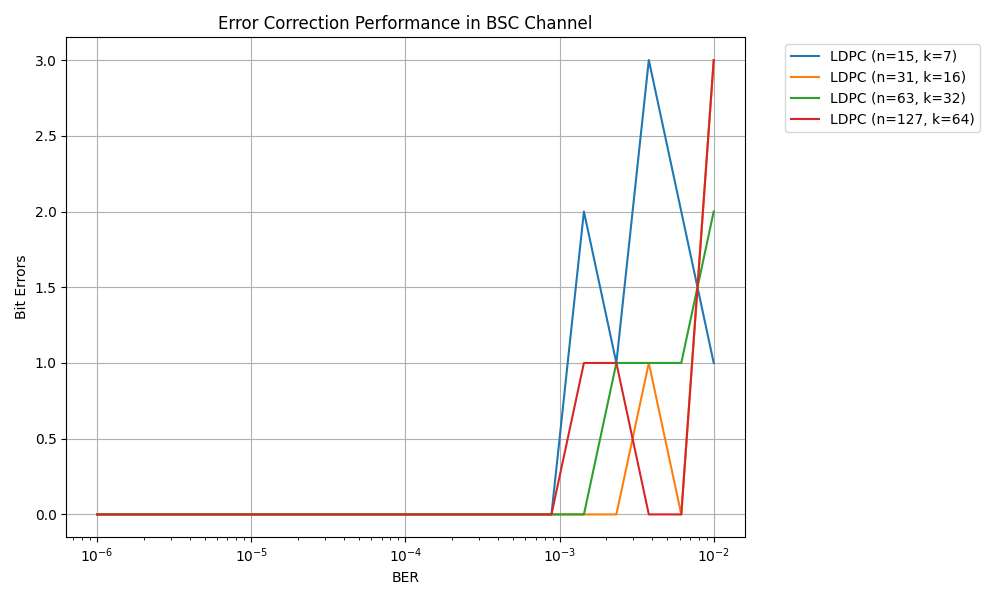 Error Correction Performance in BSC Channel
LDPC (n=15, k=7)
LDPC (n=31, k=16)
LDPC (n=63, k=32)
LDPC (n=127, k=64)
3.0
2.5
2.0
1.5
1.0
0.5
0.0
Bit Errors
10⁻⁶ 10⁻⁵ 10⁻⁴ 10⁻³ 10⁻²
BER